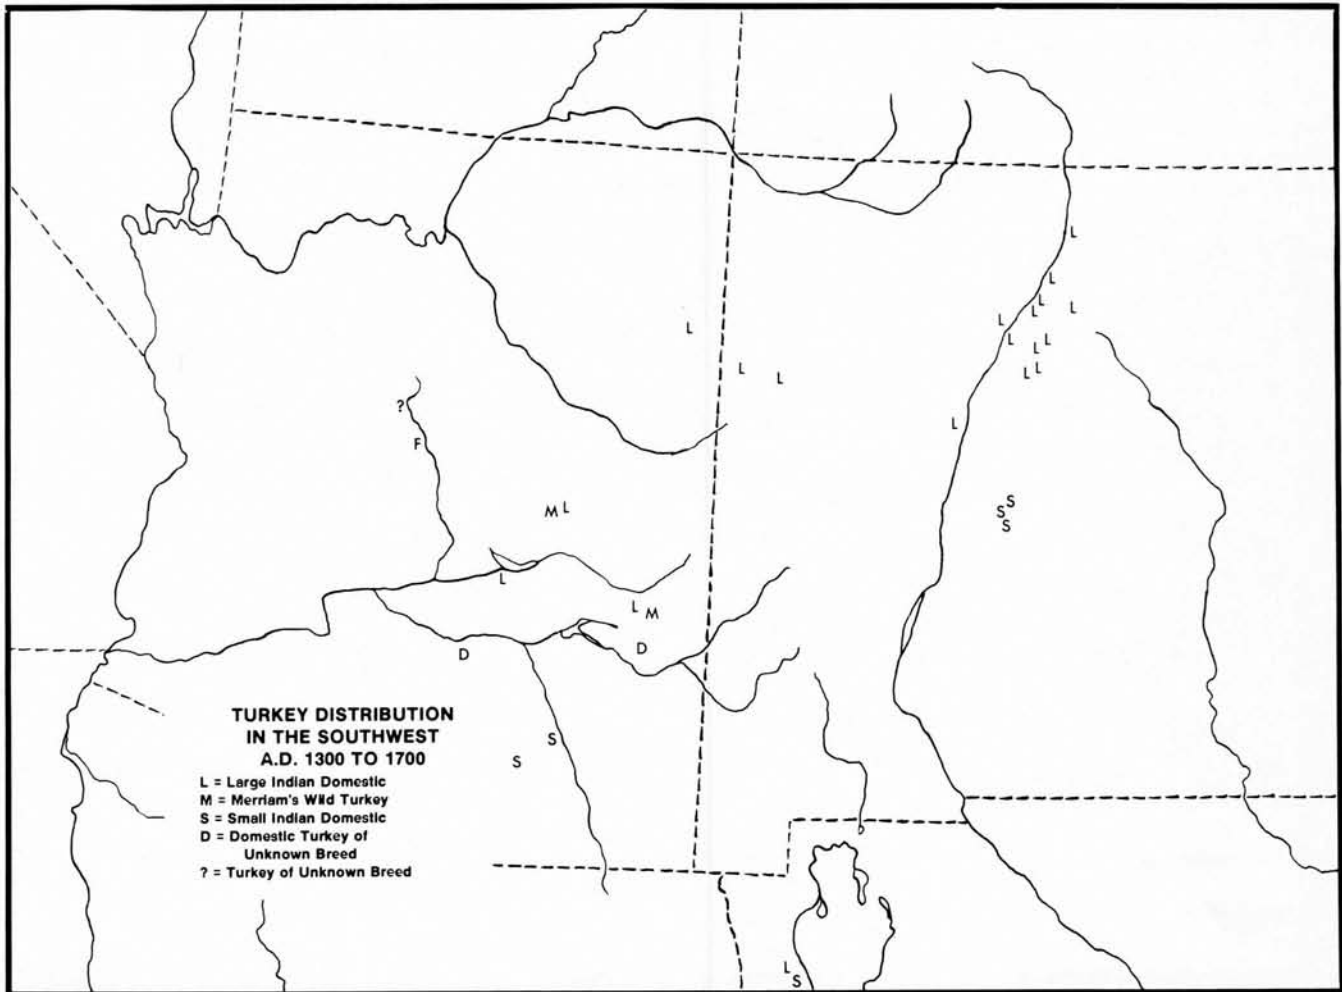 L
L
L
L
L
L
L
L L
L
L L
L
L L
?
L
F
M L
S
S
S
L
L M
D
D
TURKEY DISTRIBUTION
IN THE SOUTHWEST
A.D. 1300 TO 1700
S
S
L = Large Indian Domestic
M = Merriam's Wild Turkey
S = Small Indian Domestic
D = Domestic Turkey of
Unknown Breed
? = Turkey of Unknown Breed
L
S